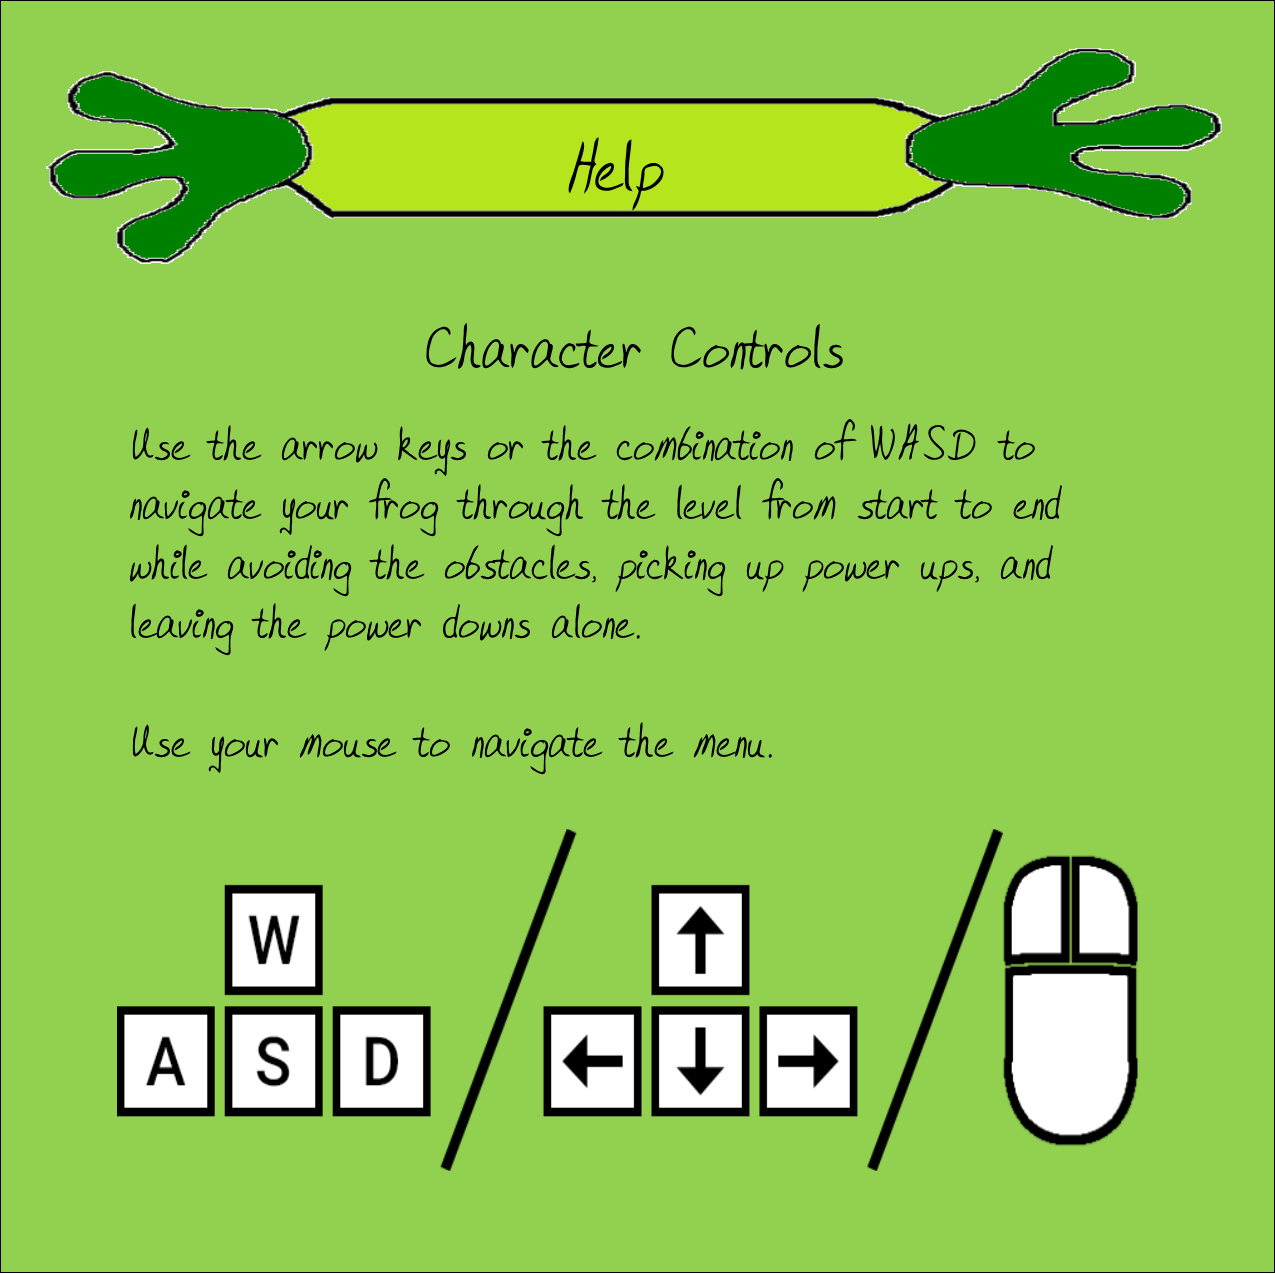 Help
Character Controls
Use the arrow keys or the combination of WASD to
navigate your frog through the level from start to end
while avoiding the obstacles, picking up power ups, and
leaving the power downs alone.
Use your mouse to navigate the menu.
W ↑
A S D ← ↓ →